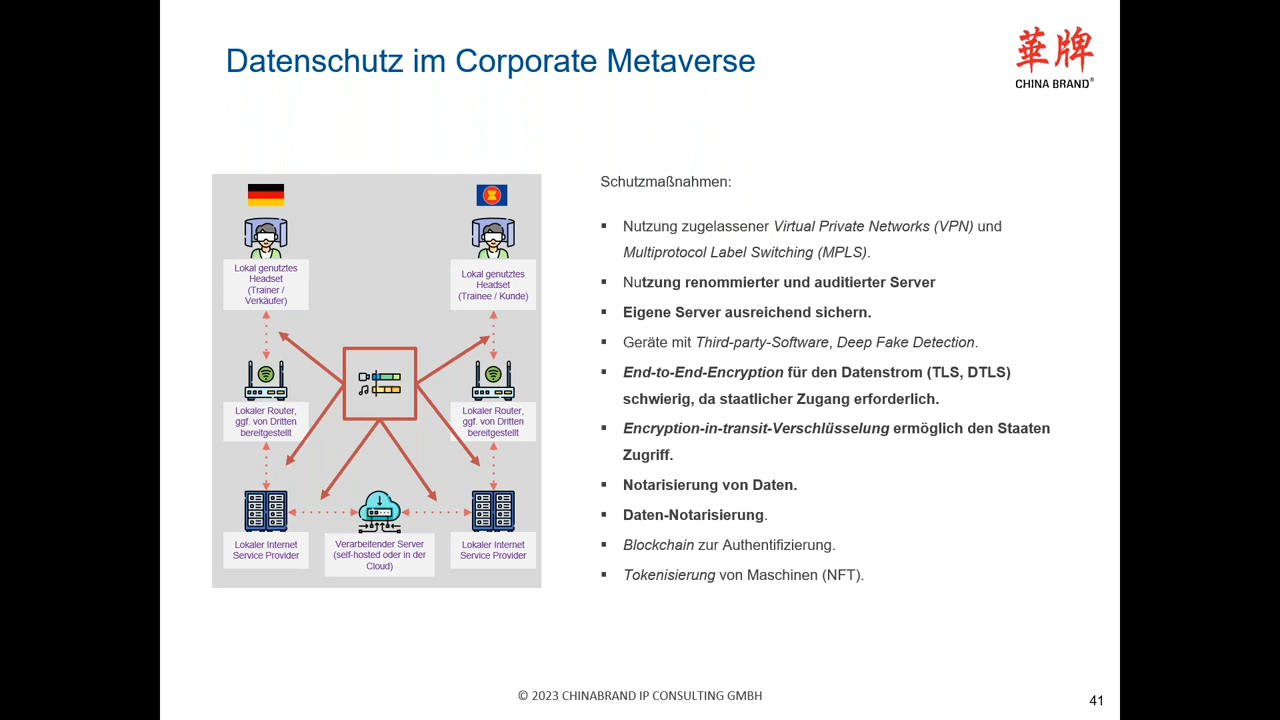 Datenschutz im Corporate Metaverse
華牌
CHINA BRAND®
Lokal genutztes
Headset
(Trainer /
Verkäufer)
Lokal genutztes
Headset
(Trainee / Kunde)
Lokaler Router,
ggf. von Dritten
bereitgestellt
Lokaler Router,
ggf. von Dritten
bereitgestellt
Lokaler Internet
Service Provider
Verarbeitender Server
(self-hosted oder in der
Cloud)
Lokaler Internet
Service Provider
Schutzmaßnahmen:
▪ Nutzung zugelassener Virtual Private Networks (VPN) und
Multiprotocol Label Switching (MPLS).
▪ Nutzung renommierter und auditierter Server
▪ Eigene Server ausreichend sichern.
▪ Geräte mit Third-party-Software, Deep Fake Detection.
▪ End-to-End-Encryption für den Datenstrom (TLS, DTLS)
schwierig, da staatlicher Zugang erforderlich.
▪ Encryption-in-transit-Verschlüsselung ermöglich den Staaten
Zugriff.
▪ Notarisierung von Daten.
▪ Daten-Notarisierung.
▪ Blockchain zur Authentifizierung.
▪ Tokenisierung von Maschinen (NFT).
© 2023 CHINABRAND IP CONSULTING GMBH
41